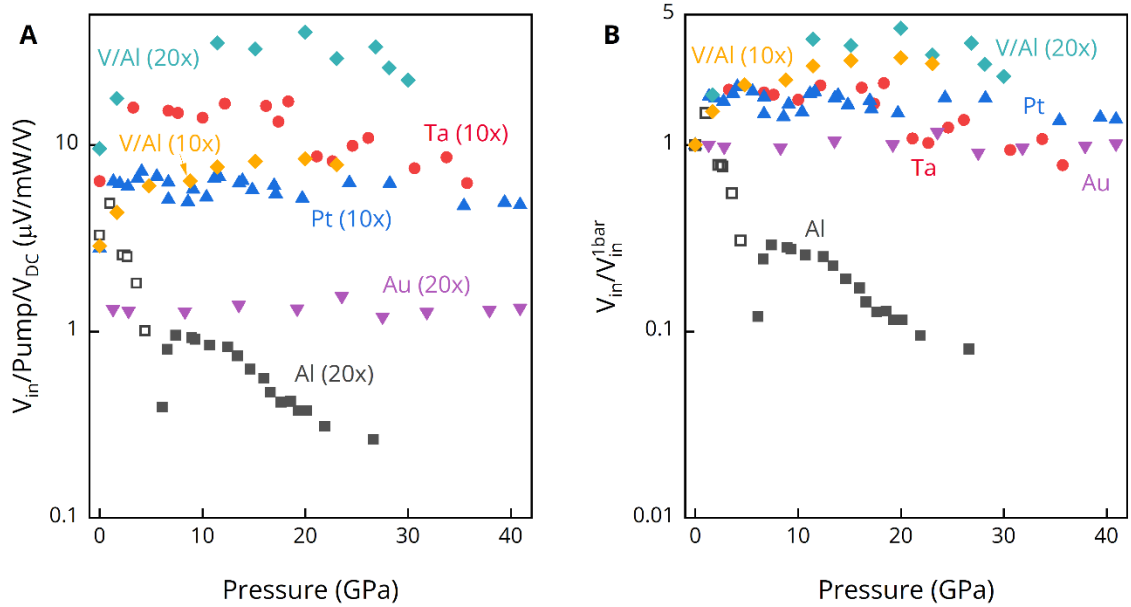 A
V/Al (20x)
10
Ta (10x)
V/Al (10x)
Pt (10x)
Au (20x)
1
Al (20x)
0.1
0 10 20 30 40
Pressure (GPa)
V_in/Pump/V_DC (μV/mW/V)
5
B
V/Al (10x)
V/Al (20x)
Pt
1
Ta
Au
Al
0.1
0.01
0 10 20 30 40
Pressure (GPa)
V_in/V_in^1bar